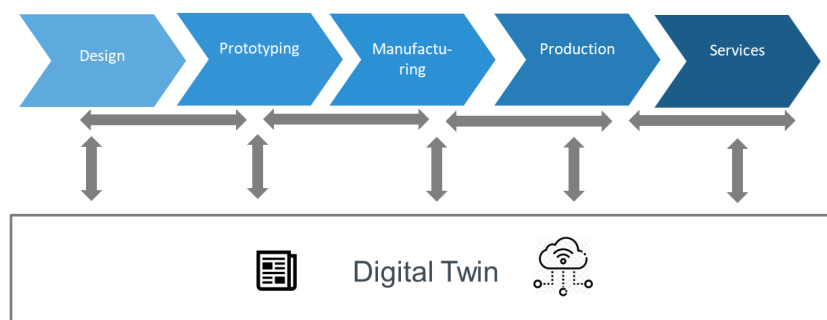 Design
Prototyping
Manufactu-
ring
Production
Services
Digital Twin